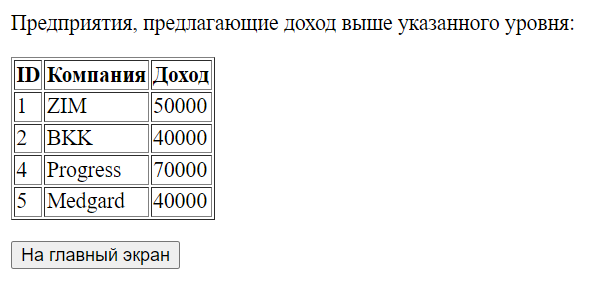 Предприятия, предлагающие доход выше указанного уровня:
ID Компания Доход
1 ZIM 50000
2 BKK 40000
4 Progress 70000
5 Medgard 40000
На главный экран